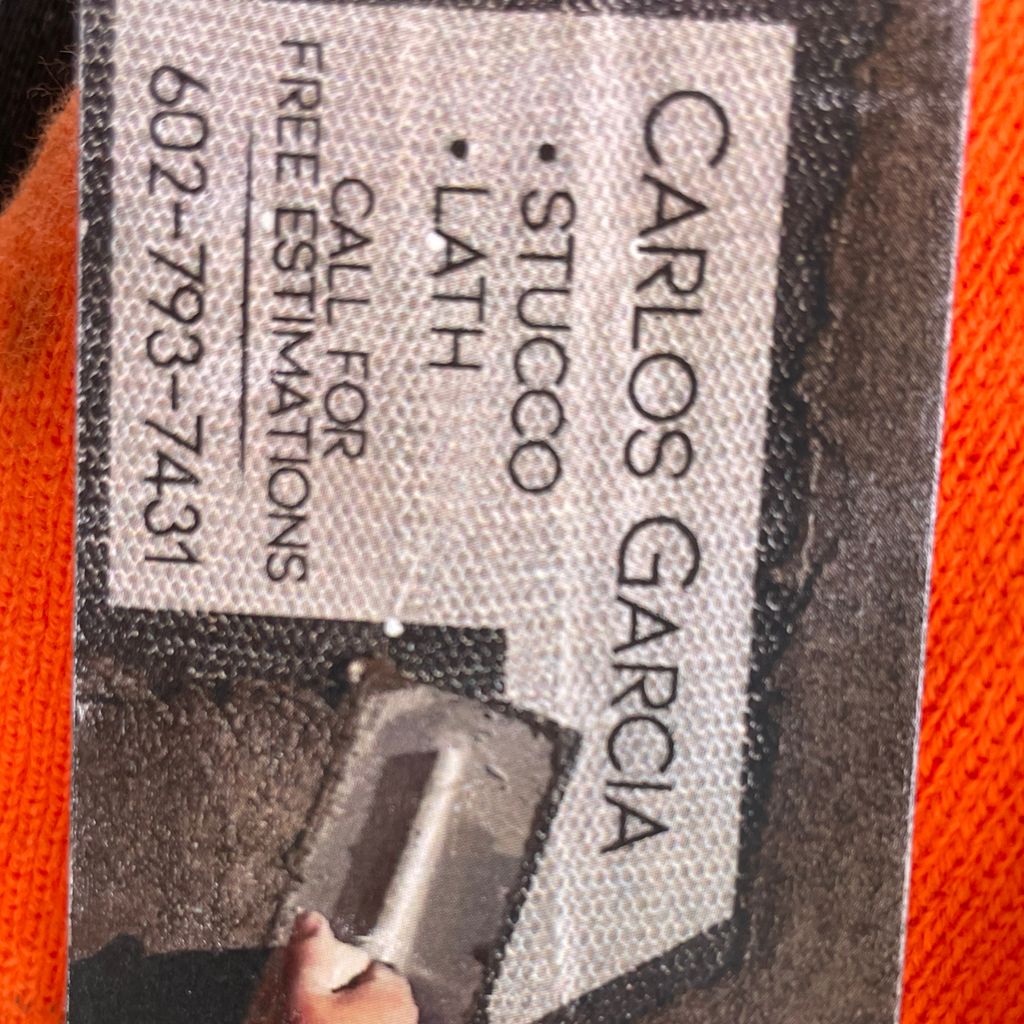 CARLOS GARCIA
• STUCCO
• LATH
CALL FOR
FREE ESTIMATIONS
602-793-7431